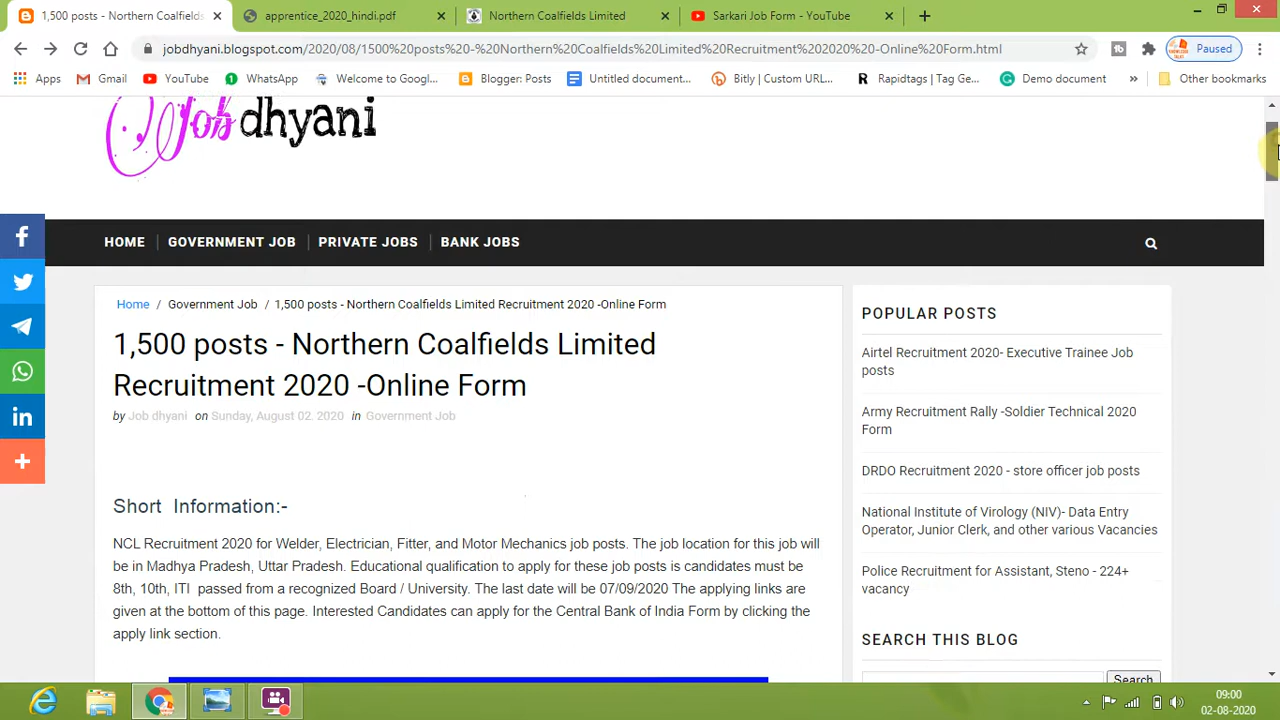 1,500 posts - Northern Coalfields
apprentice_2020_hindi.pdf
Northern Coalfields Limited
Sarkari Job Form - YouTube
jobdhyani.blogspot.com/2020/08/1500%20posts%20-%20Northern%20Coalfields%20Limited%20Recruitment%202020%20-Online%20Form.html
Paused
Apps
Gmail
YouTube
WhatsApp
Welcome to Googl...
Blogger: Posts
Untitled document...
Bitly | Custom URL...
Rapidtags | Tag Ge...
Demo document
Other bookmarks
Job dhyani
HOME
GOVERNMENT JOB
PRIVATE JOBS
BANK JOBS
Home / Government Job / 1,500 posts - Northern Coalfields Limited Recruitment 2020 -Online Form
1,500 posts - Northern Coalfields Limited
Recruitment 2020 -Online Form
by Job dhyani on Sunday, August 02. 2020 in Government Job
Short Information:-
NCL Recruitment 2020 for Welder, Electrician, Fitter, and Motor Mechanics job posts. The job location for this job will
be in Madhya Pradesh, Uttar Pradesh. Educational qualification to apply for these job posts is candidates must be
8th, 10th, ITI passed from a recognized Board / University. The last date will be 07/09/2020 The applying links are
given at the bottom of this page. Interested Candidates can apply for the Central Bank of India Form by clicking the
apply link section.
POPULAR POSTS
Airtel Recruitment 2020- Executive Trainee Job
posts
Army Recruitment Rally -Soldier Technical 2020
Form
DRDO Recruitment 2020 - store officer job posts
National Institute of Virology (NIV)- Data Entry
Operator, Junior Clerk, and other various Vacancies
Police Recruitment for Assistant, Steno - 224+
vacancy
SEARCH THIS BLOG
Search
09:00
02-08-2020